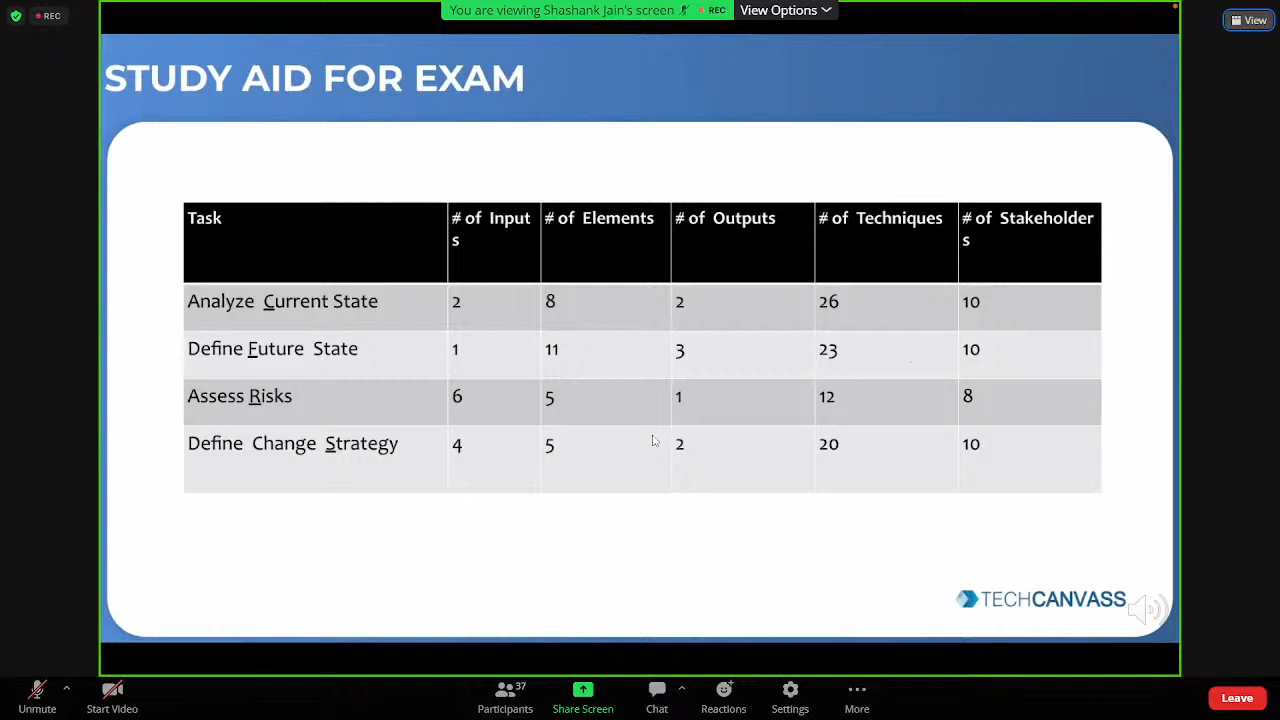 REC
You are viewing Shashank Jain's screen REC View Options
View
STUDY AID FOR EXAM
Task # of Input # of Elements # of Outputs # of Techniques # of Stakeholder
s s
Analyze Current State 2 8 2 26 10
Define Future State 1 11 3 23 10
Assess Risks 6 5 1 12 8
Define Change Strategy 4 5 2 20 10
TECHCANVASS
37
Unmute Start Video Participants Share Screen Chat Reactions Settings More Leave